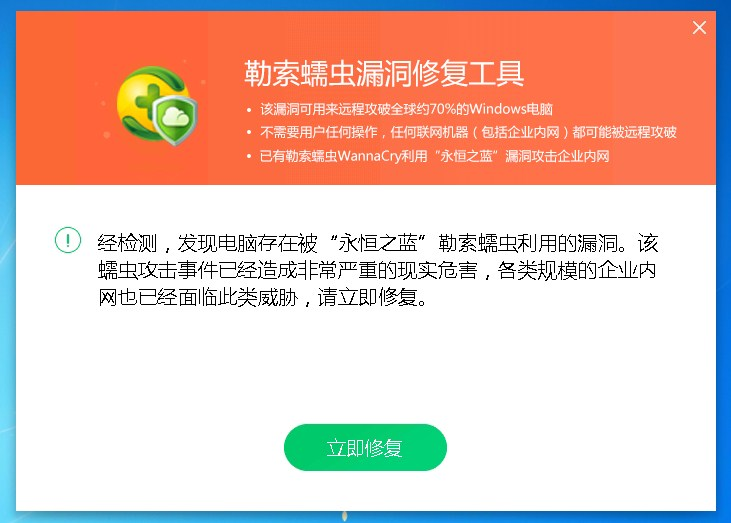 勒索蠕虫漏洞修复工具
• 该漏洞可用来远程攻破全球约70%的Windows电脑
• 不需要用户任何操作，任何联网机器（包括企业内网）都可能被远程攻破
• 已有勒索蠕虫WannaCry利用“永恒之蓝”漏洞攻击企业内网
经检测，发现电脑存在被“永恒之蓝”勒索蠕虫利用的漏洞。该
蠕虫攻击事件已经造成非常严重的现实危害，各类规模的企业内
网也已经面临此类威胁，请立即修复。
立即修复